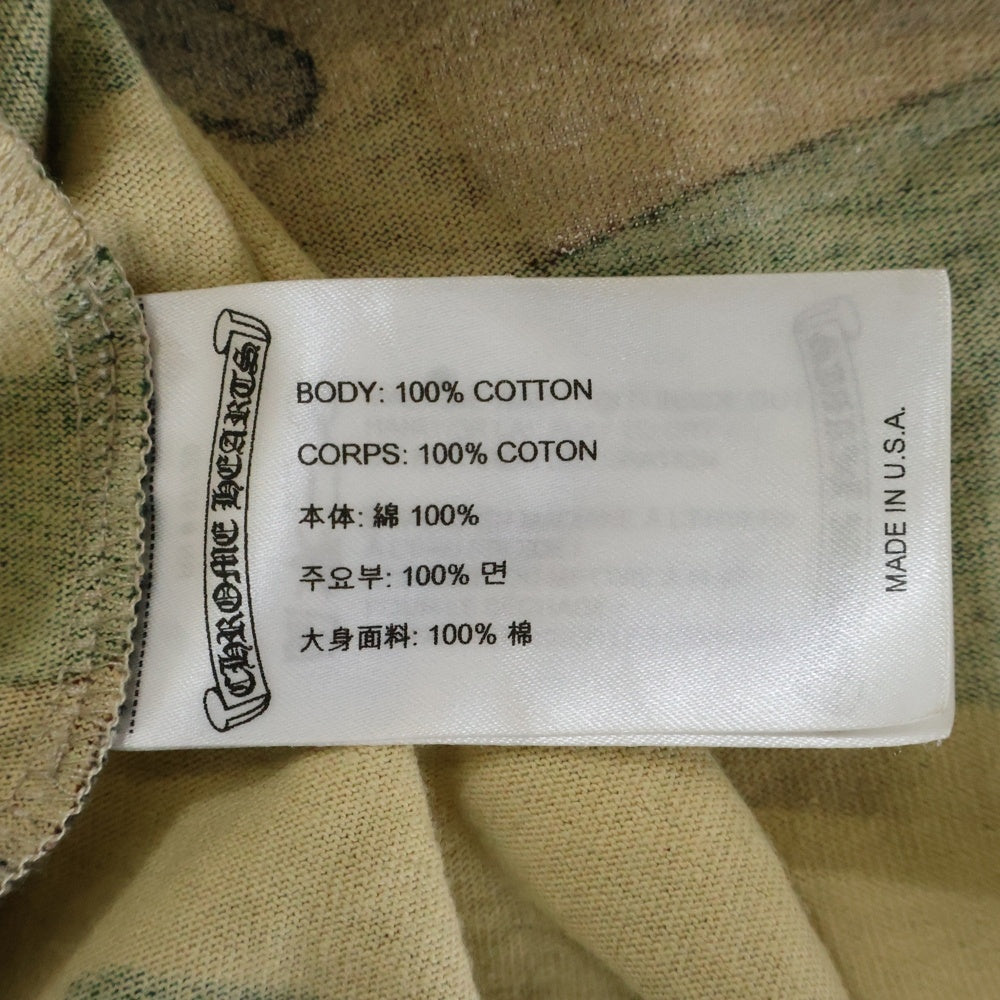 CHROME HEARTS
BODY: 100% COTTON
CORPS: 100% COTON
本体: 綿 100%
주요부: 100% 면
大身面料: 100% 棉
MADE IN U.S.A.